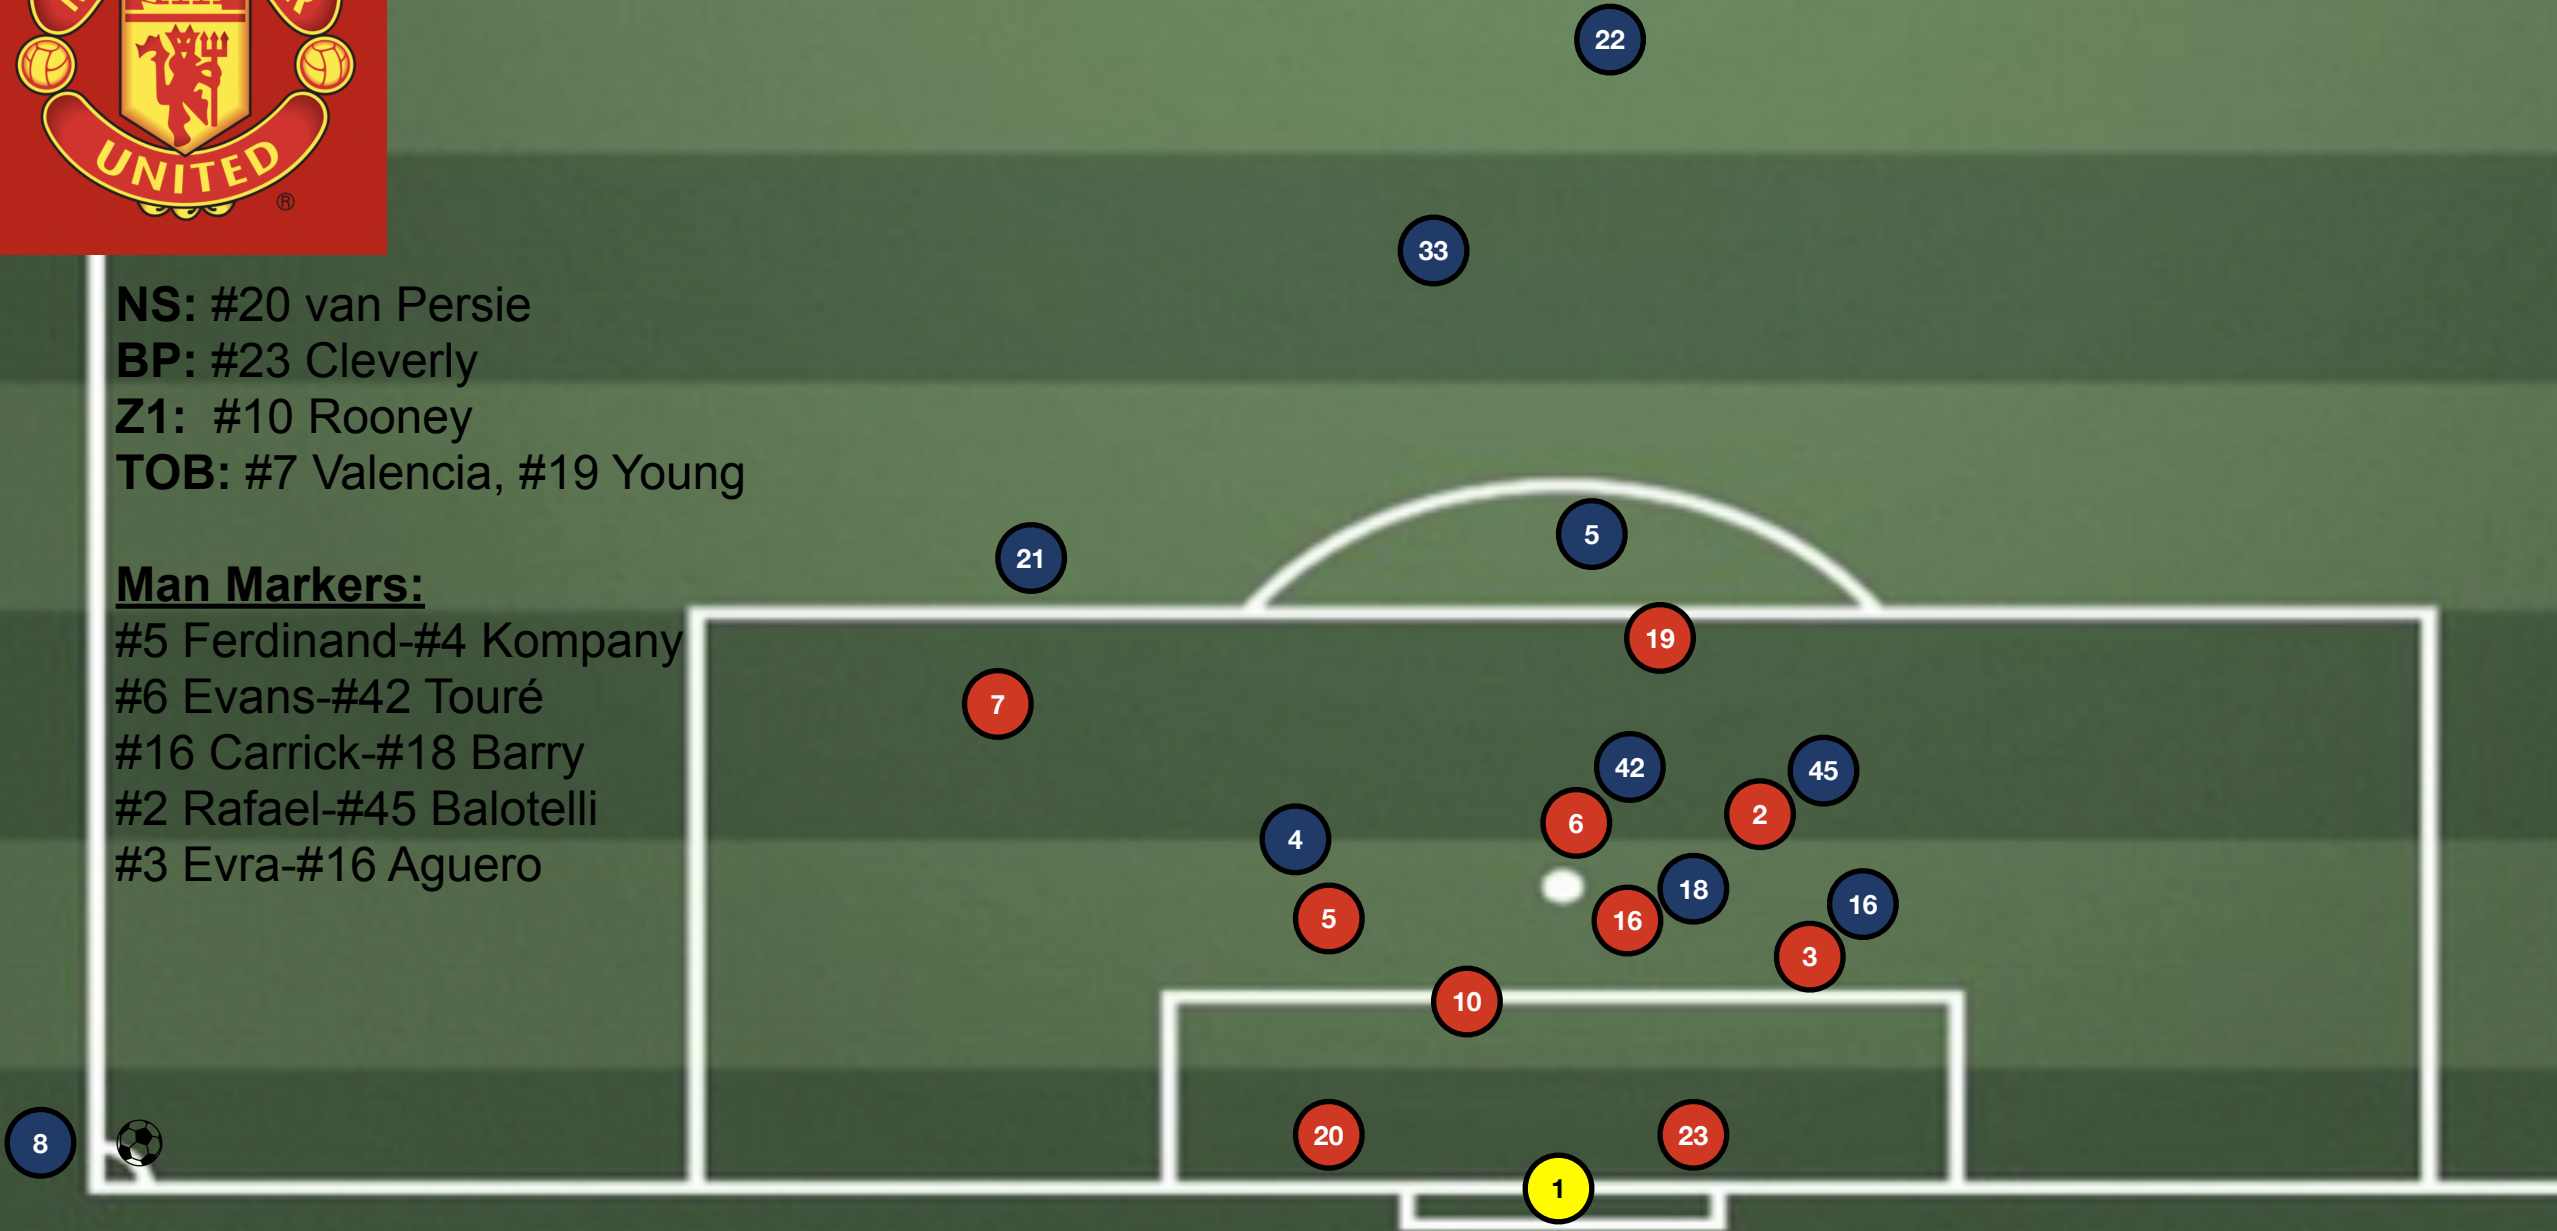 UNITED
®
22
33
NS: #20 van Persie
BP: #23 Cleverly
Z1: #10 Rooney
TOB: #7 Valencia, #19 Young
21
5
Man Markers:
#5 Ferdinand-#4 Kompany
#6 Evans-#42 Touré
#16 Carrick-#18 Barry
#2 Rafael-#45 Balotelli
#3 Evra-#16 Aguero
19
7
42
45
6
2
4
18
16
5
16
3
10
20
23
8
1